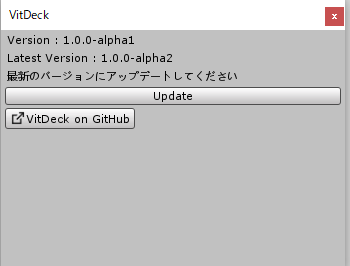 VitDeck
Version : 1.0.0-alpha1
Latest Version : 1.0.0-alpha2
最新のバージョンにアップデートしてください
Update
VitDeck on GitHub